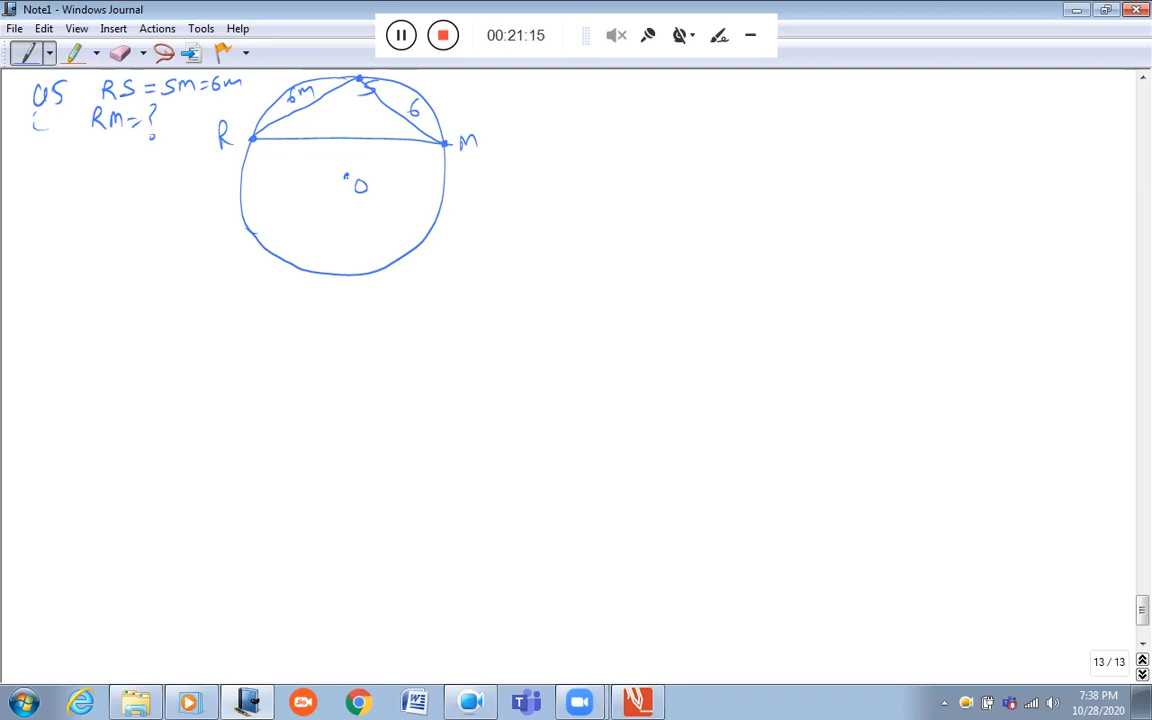 Note1 - Windows Journal
File Edit View Insert Actions Tools Help
00:21:15
Q5 RS = SM = 6m
RM = ?
6m
S
6
R
M
O
13 / 13
7:38 PM
10/28/2020